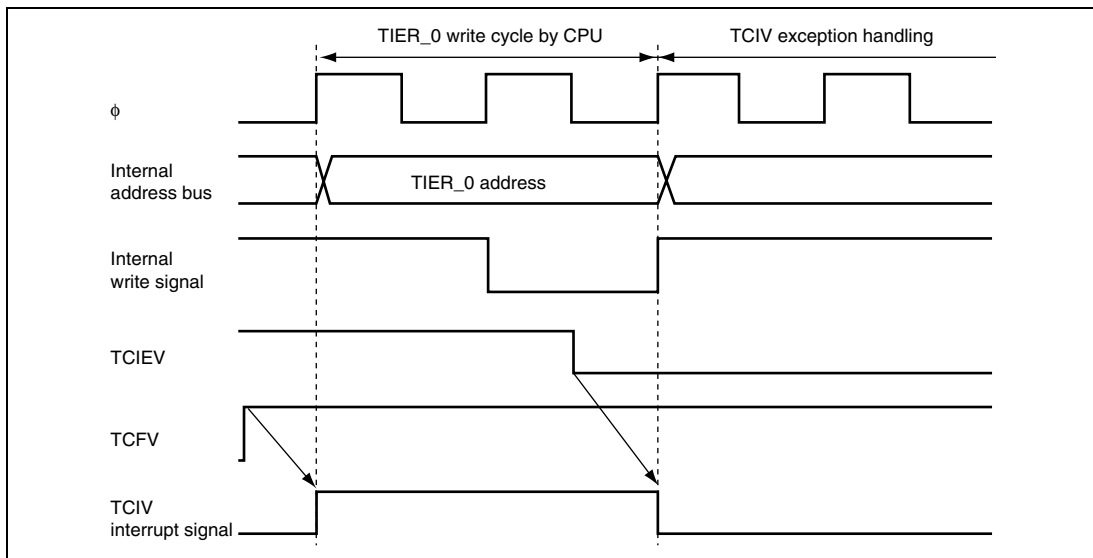 TIER_0 write cycle by CPU
TCIV exception handling
ϕ
Internal
address bus
TIER_0 address
Internal
write signal
TCIEV
TCFV
TCIV
interrupt signal